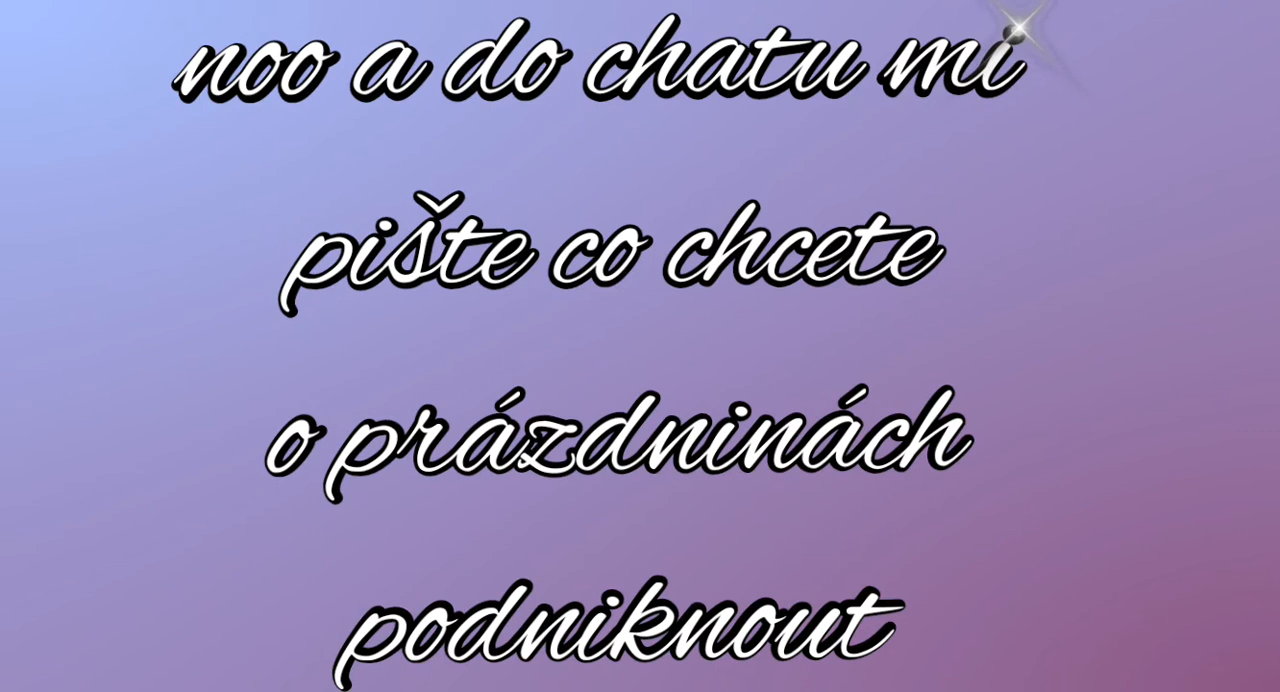 noo a do chatu mi
pište co chcete
o prázdninách
podniknout